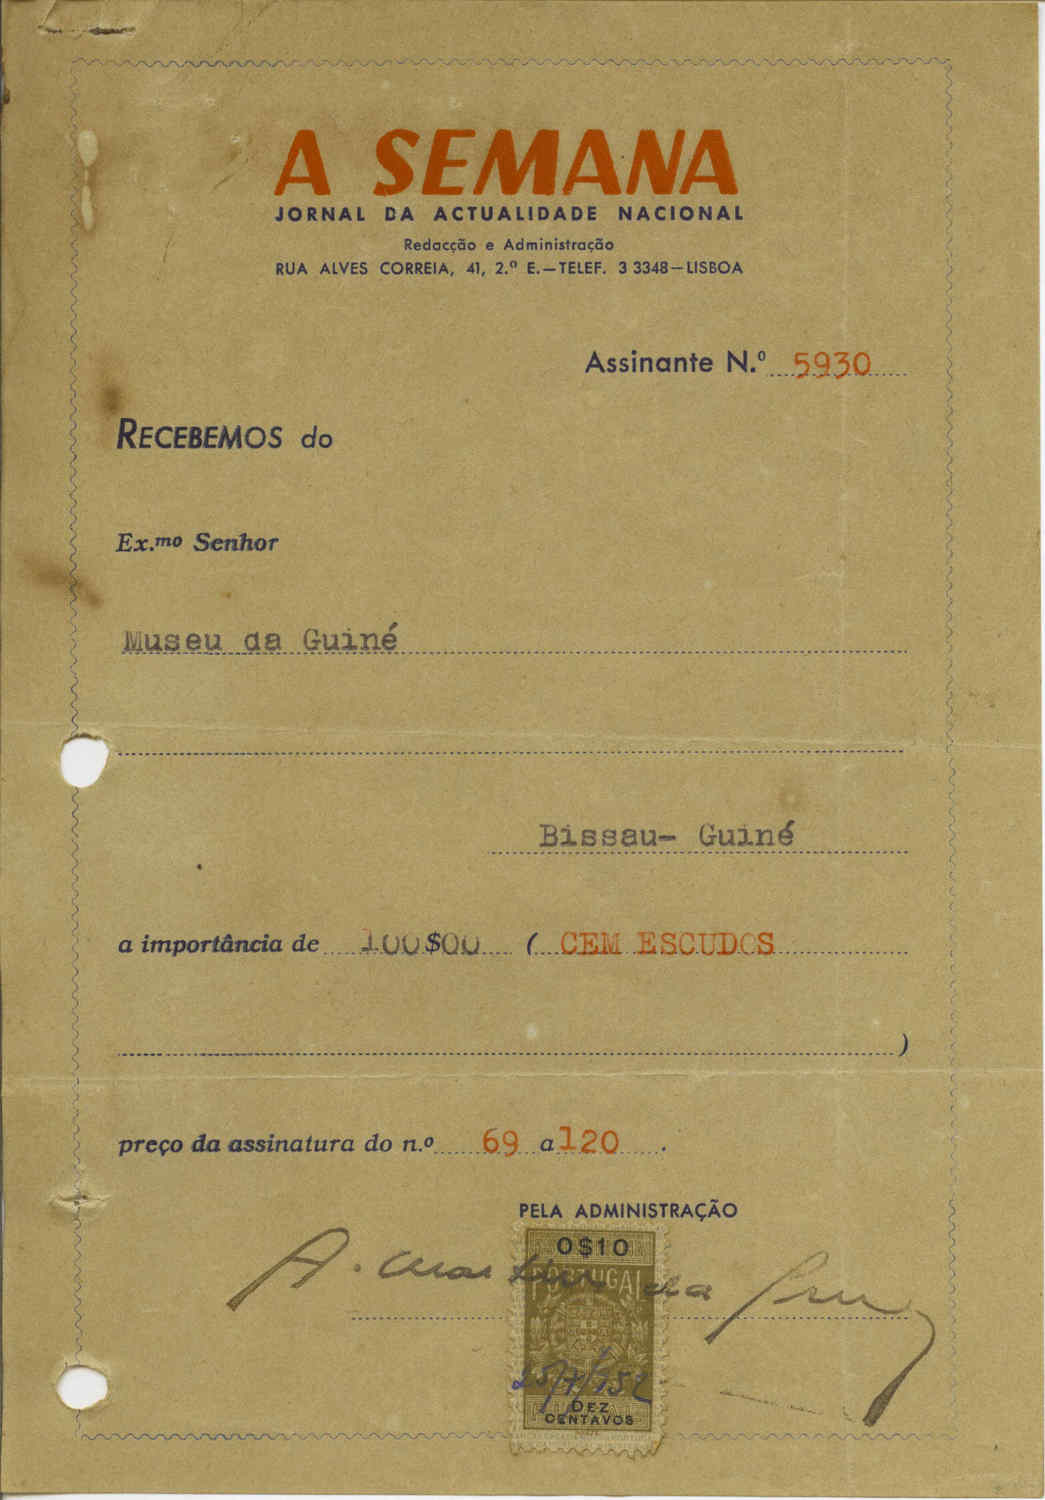 A SEMANA
JORNAL DA ACTUALIDADE NACIONAL
Redacção e Administração
RUA ALVES CORREIA, 41, 2.º E.—TELEF. 3 3348—LISBOA
Assinante N.º 5930
RECEBEMOS do
Ex.mo Senhor
Museu da Guiné
Bissau- Guiné
a importância de 100$00 ( CEM ESCUDOS
)
preço da assinatura do n.º 69 a 120 .
PELA ADMINISTRAÇÃO
0$10
PORTUGAL
A. da
DEZ
CENTAVOS